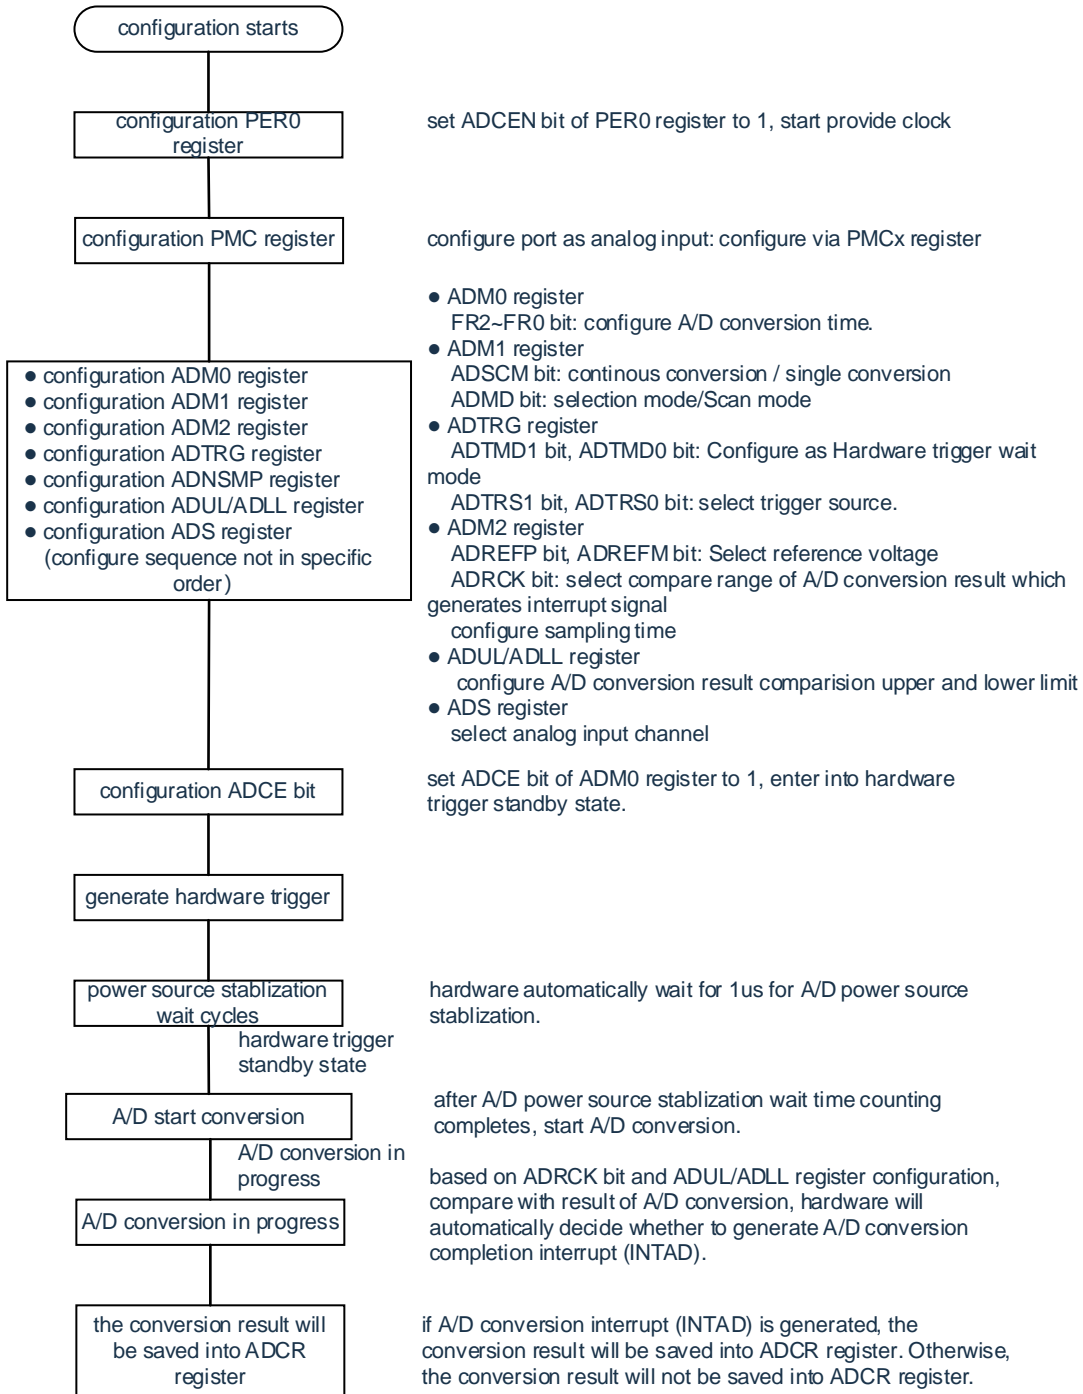 configuration starts
configuration PER0
register
set ADCEN bit of PER0 register to 1, start provide clock
configuration PMC register
configure port as analog input: configure via PMCx register
● configuration ADM0 register
● configuration ADM1 register
● configuration ADM2 register
● configuration ADTRG register
● configuration ADNSMP register
● configuration ADUL/ADLL register
● configuration ADS register
(configure sequence not in specific
order)
● ADM0 register
FR2~FR0 bit: configure A/D conversion time.
● ADM1 register
ADSCM bit: continous conversion / single conversion
ADMD bit: selection mode/Scan mode
● ADTRG register
ADTMD1 bit, ADTMD0 bit: Configure as Hardware trigger wait
mode
ADTRS1 bit, ADTRS0 bit: select trigger source.
● ADM2 register
ADREFP bit, ADREFM bit: Select reference voltage
ADRCK bit: select compare range of A/D conversion result which
generates interrupt signal
configure sampling time
● ADUL/ADLL register
configure A/D conversion result comparision upper and lower limit
● ADS register
select analog input channel
configuration ADCE bit
set ADCE bit of ADM0 register to 1, enter into hardware
trigger standby state.
generate hardware trigger
power source stablization
wait cycles
hardware automatically wait for 1us for A/D power source
stablization.
hardware trigger
standby state
A/D start conversion
after A/D power source stablization wait time counting
completes, start A/D conversion.
A/D conversion in
progress
A/D conversion in progress
based on ADRCK bit and ADUL/ADLL register configuration,
compare with result of A/D conversion, hardware will
automatically decide whether to generate A/D conversion
completion interrupt (INTAD).
the conversion result will
be saved into ADCR
register
if A/D conversion interrupt (INTAD) is generated, the
conversion result will be saved into ADCR register. Otherwise,
the conversion result will not be saved into ADCR register.